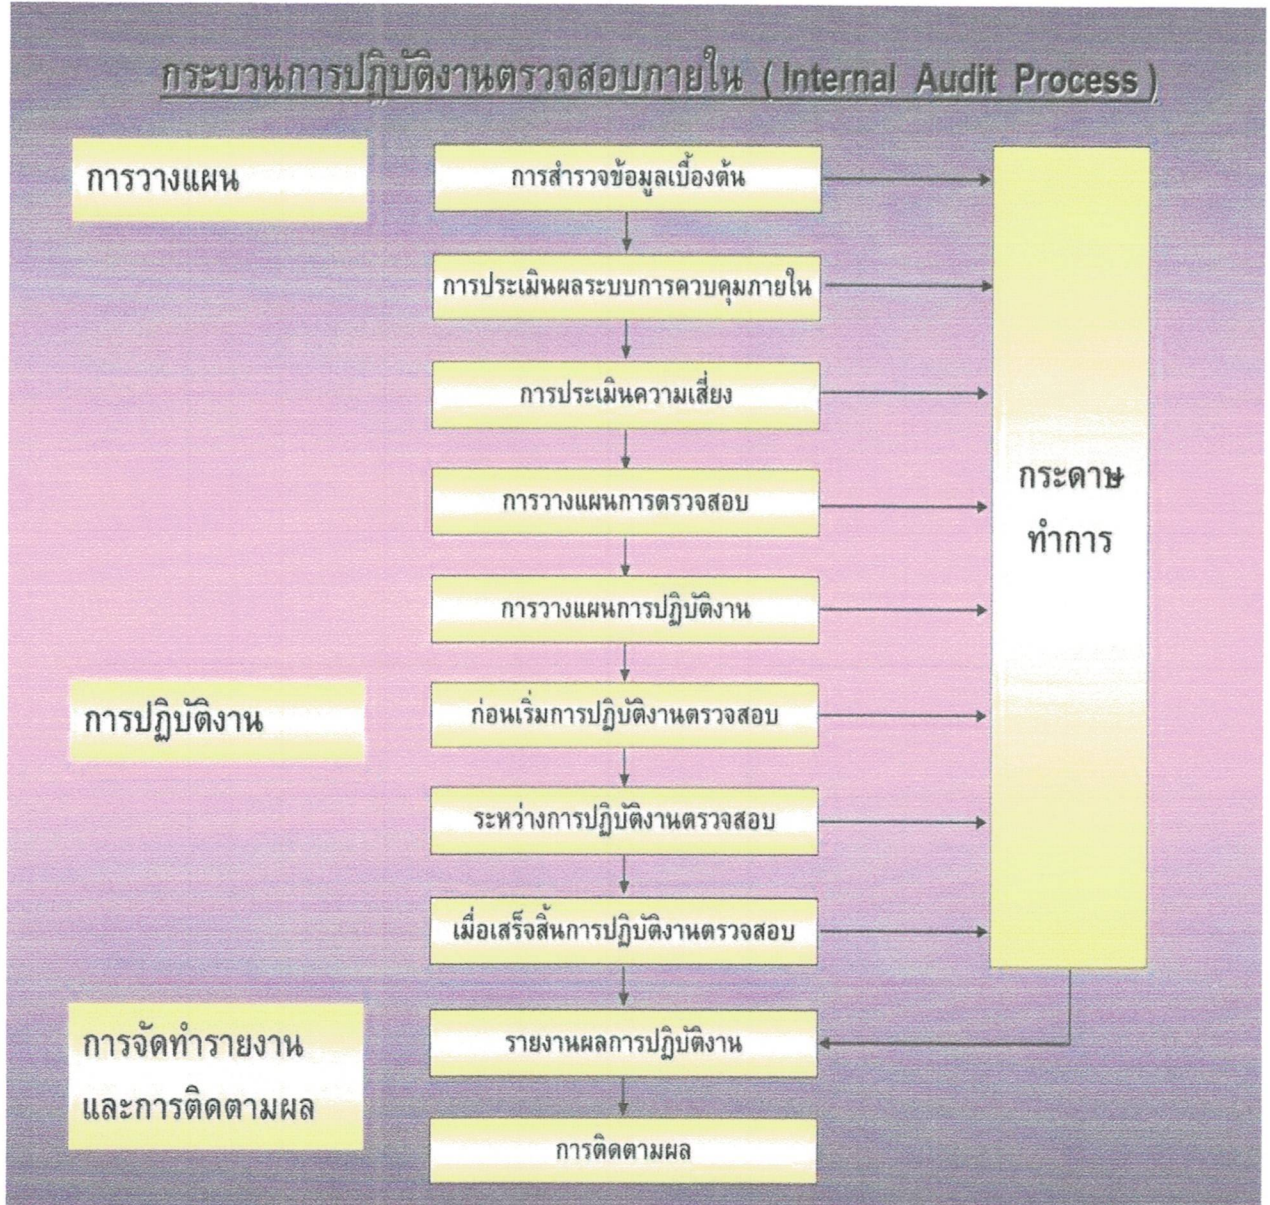 กระบวนการปฏิบัติงานตรวจสอบภายใน ( Internal Audit Process )
การวางแผน
การสำรวจข้อมูลเบื้องต้น
การประเมินผลระบบการควบคุมภายใน
การประเมินความเสี่ยง
การวางแผนการตรวจสอบ
การวางแผนการปฏิบัติงาน
กระดาษ
ทำการ
การปฏิบัติงาน
ก่อนเริ่มการปฏิบัติงานตรวจสอบ
ระหว่างการปฏิบัติงานตรวจสอบ
เมื่อเสร็จสิ้นการปฏิบัติงานตรวจสอบ
การจัดทำรายงาน
และการติดตามผล
รายงานผลการปฏิบัติงาน
การติดตามผล